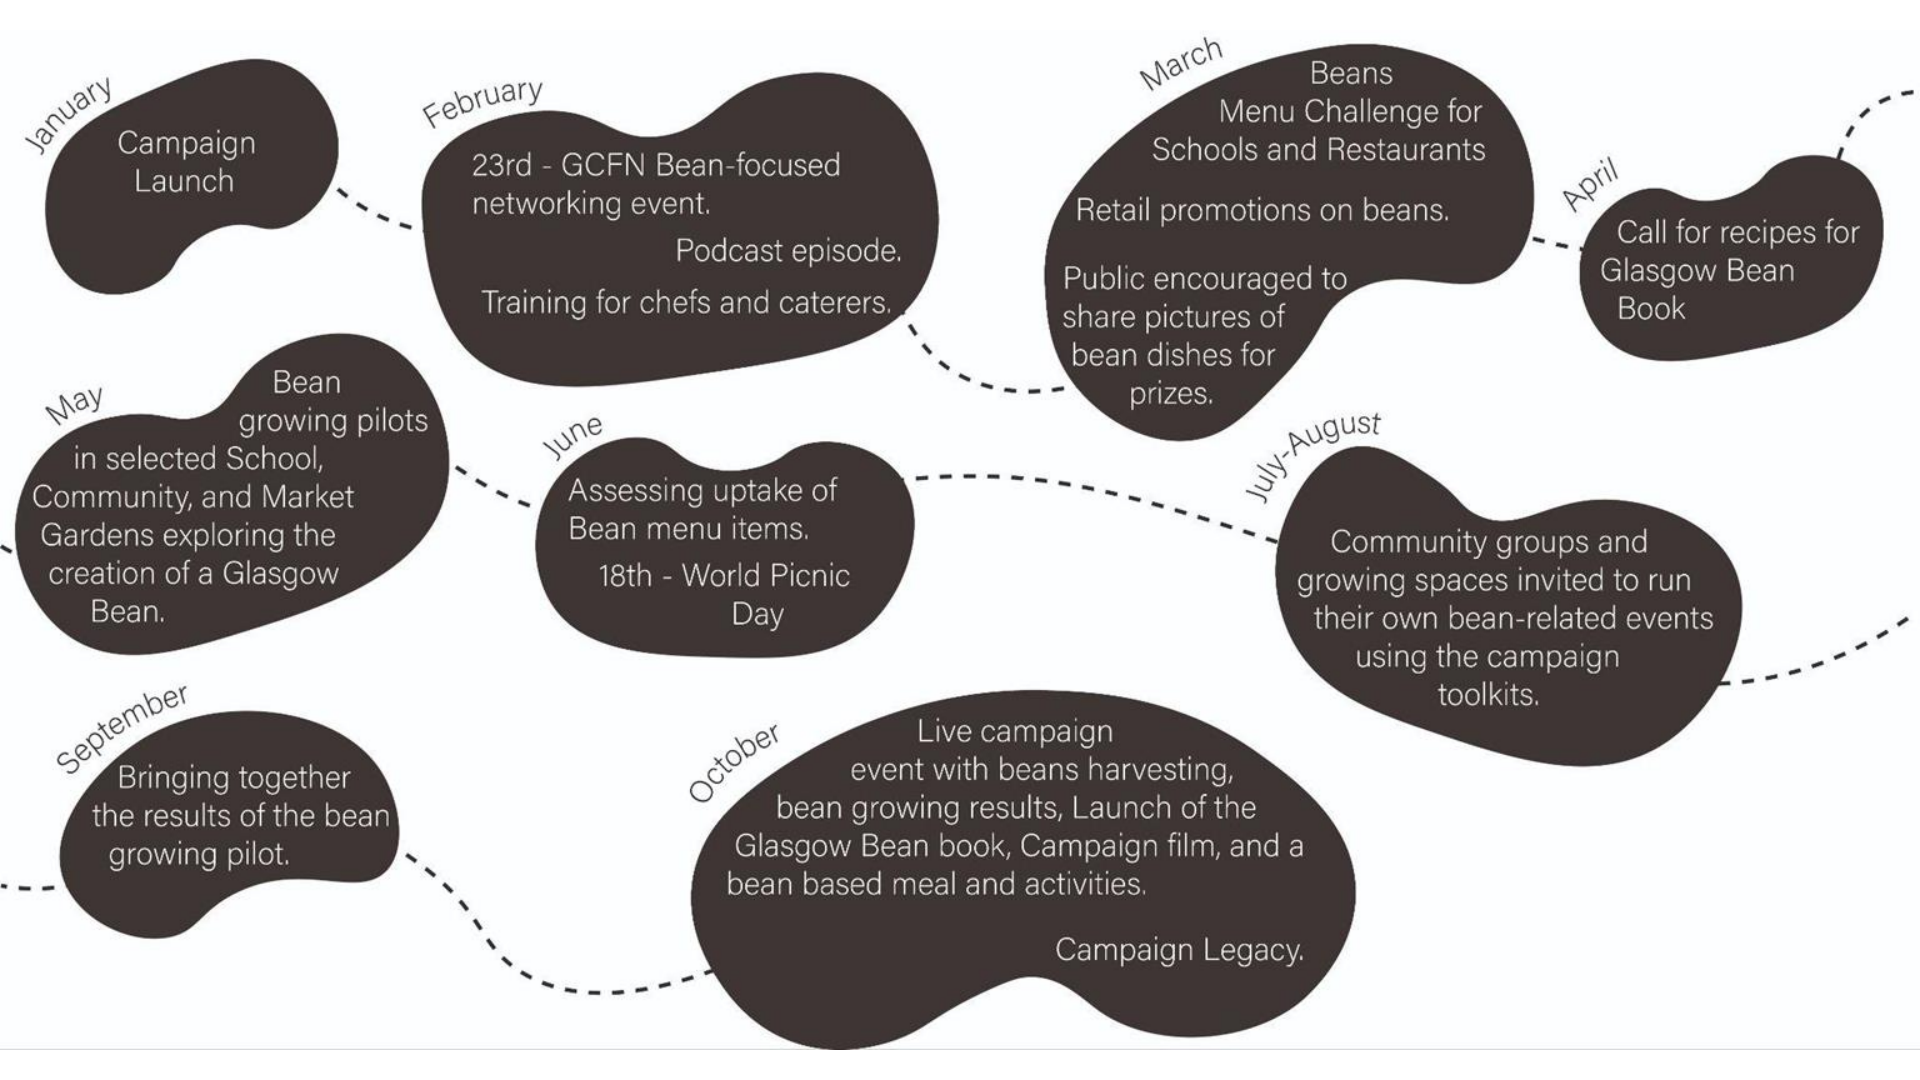 January
Campaign
Launch
February
23rd - GCFN Bean-focused
networking event.
Podcast episode.
Training for chefs and caterers.
March
Beans
Menu Challenge for
Schools and Restaurants
Retail promotions on beans.
Public encouraged to
share pictures of
bean dishes for
prizes.
April
Call for recipes for
Glasgow Bean
Book
May
Bean
growing pilots
in selected School,
Community, and Market
Gardens exploring the
creation of a Glasgow
Bean.
June
Assessing uptake of
Bean menu items.
18th - World Picnic
Day
July-August
Community groups and
growing spaces invited to run
their own bean-related events
using the campaign
toolkits.
September
Bringing together
the results of the bean
growing pilot.
October
Live campaign
event with beans harvesting,
bean growing results, Launch of the
Glasgow Bean book, Campaign film, and a
bean based meal and activities.
Campaign Legacy.